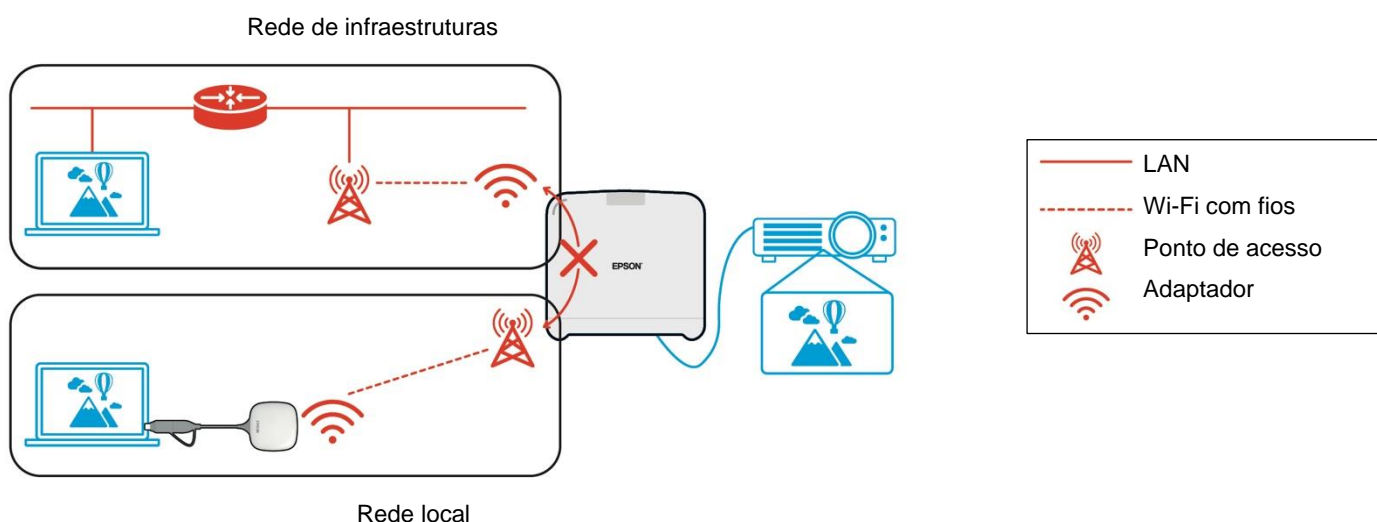 Rede de infraestruturas
LAN
Wi-Fi com fios
Ponto de acesso
Adaptador
EPSON
Rede local